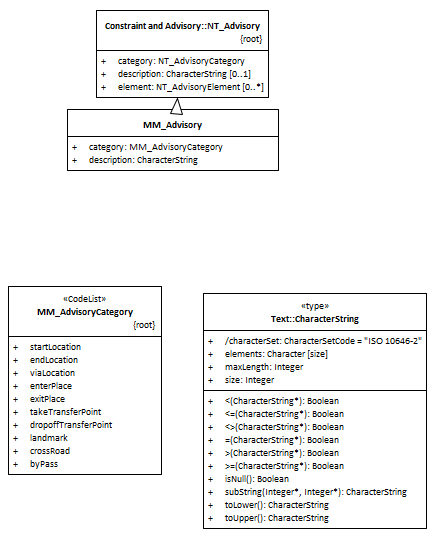 Constraint and Advisory::NT_Advisory
{root}
+ category: NT_AdvisoryCategory
+ description: CharacterString [0..1]
+ element: NT_AdvisoryElement [0..*]
MM_Advisory
+ category: MM_AdvisoryCategory
+ description: CharacterString
«CodeList»
MM_AdvisoryCategory
{root}
+ startLocation
+ endLocation
+ viaLocation
+ enterPlace
+ exitPlace
+ takeTransferPoint
+ dropoffTransferPoint
+ landmark
+ crossRoad
+ byPass
«type»
Text::CharacterString
+ /characterSet: CharacterSetCode = "ISO 10646-2"
+ elements: Character [size]
+ maxLength: Integer
+ size: Integer
+ <(CharacterString*): Boolean
+ <=(CharacterString*): Boolean
+ <>(CharacterString*): Boolean
+ =(CharacterString*): Boolean
+ >(CharacterString*): Boolean
+ >=(CharacterString*): Boolean
+ isNull(): Boolean
+ subString(Integer*, Integer*): CharacterString
+ toLower(): CharacterString
+ toUpper(): CharacterString